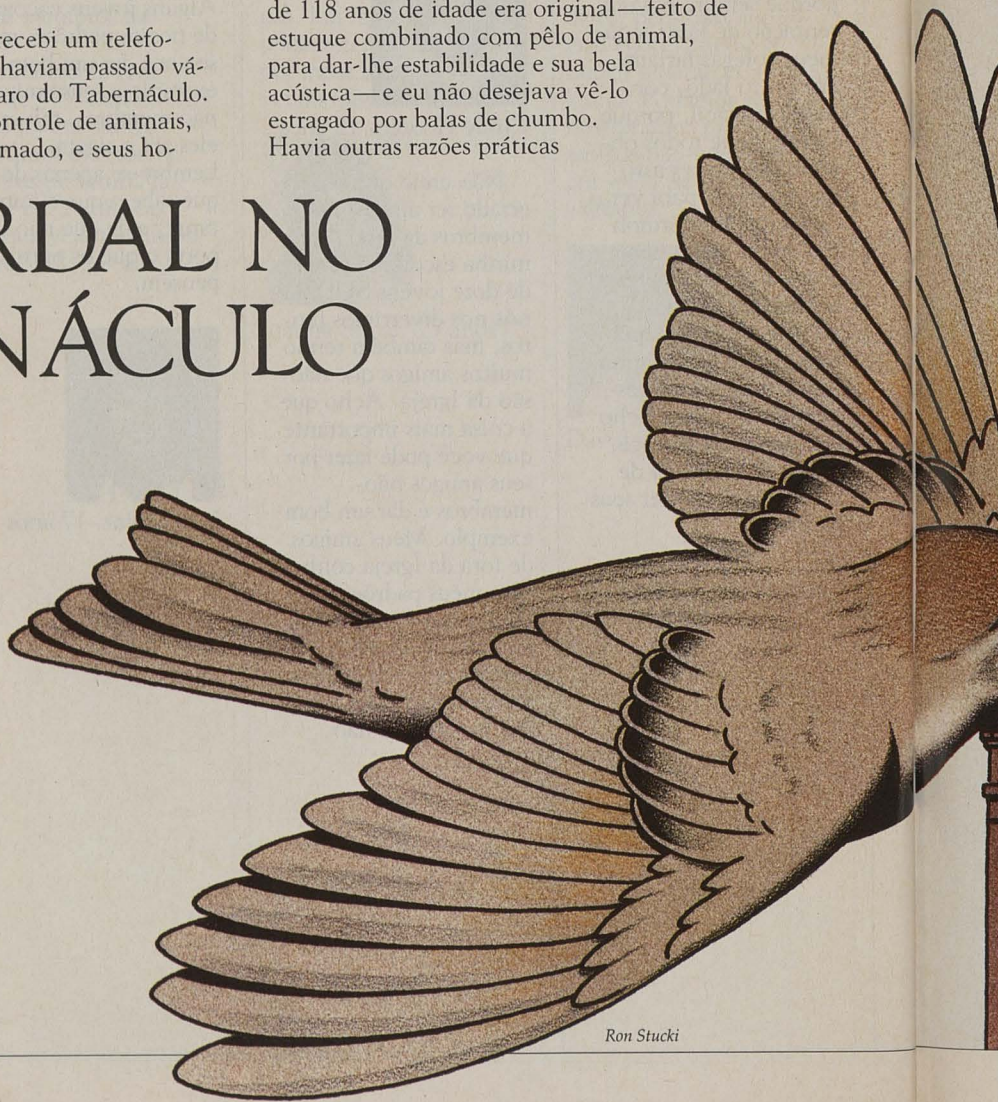 recebi um telefo-
haviam passado vá-
aro do Tabernáculo.
ontrole de animais,
mado, e seus ho-
de 118 anos de idade era original—feito de
estuque combinado com pêlo de animal,
para dar-lhe estabilidade e sua bela
acústica—e eu não desejava vê-lo
estragado por balas de chumbo.
Havia outras razões práticas
RDAL NO
NÁCULO
Ron Stucki